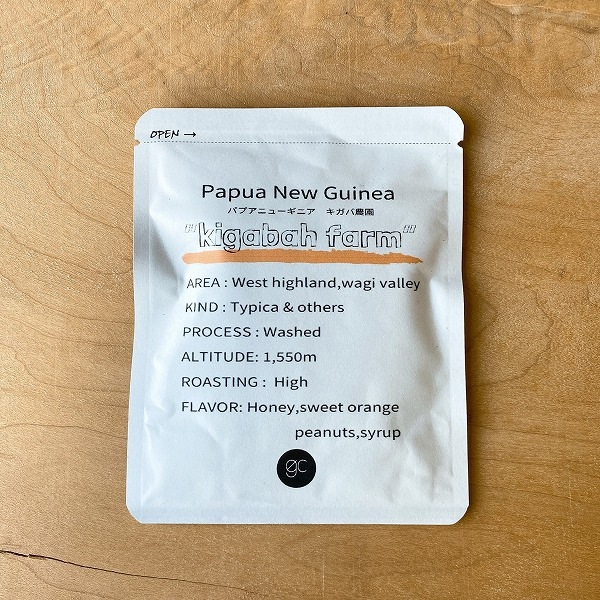 OPEN →
Papua New Guinea
パプアニューギニア　キガバ農園
"kigabah farm"
AREA : West highland,wagi valley
KIND : Typica & others
PROCESS : Washed
ALTITUDE: 1,550m
ROASTING : High
FLAVOR: Honey,sweet orange
peanuts,syrup
gc